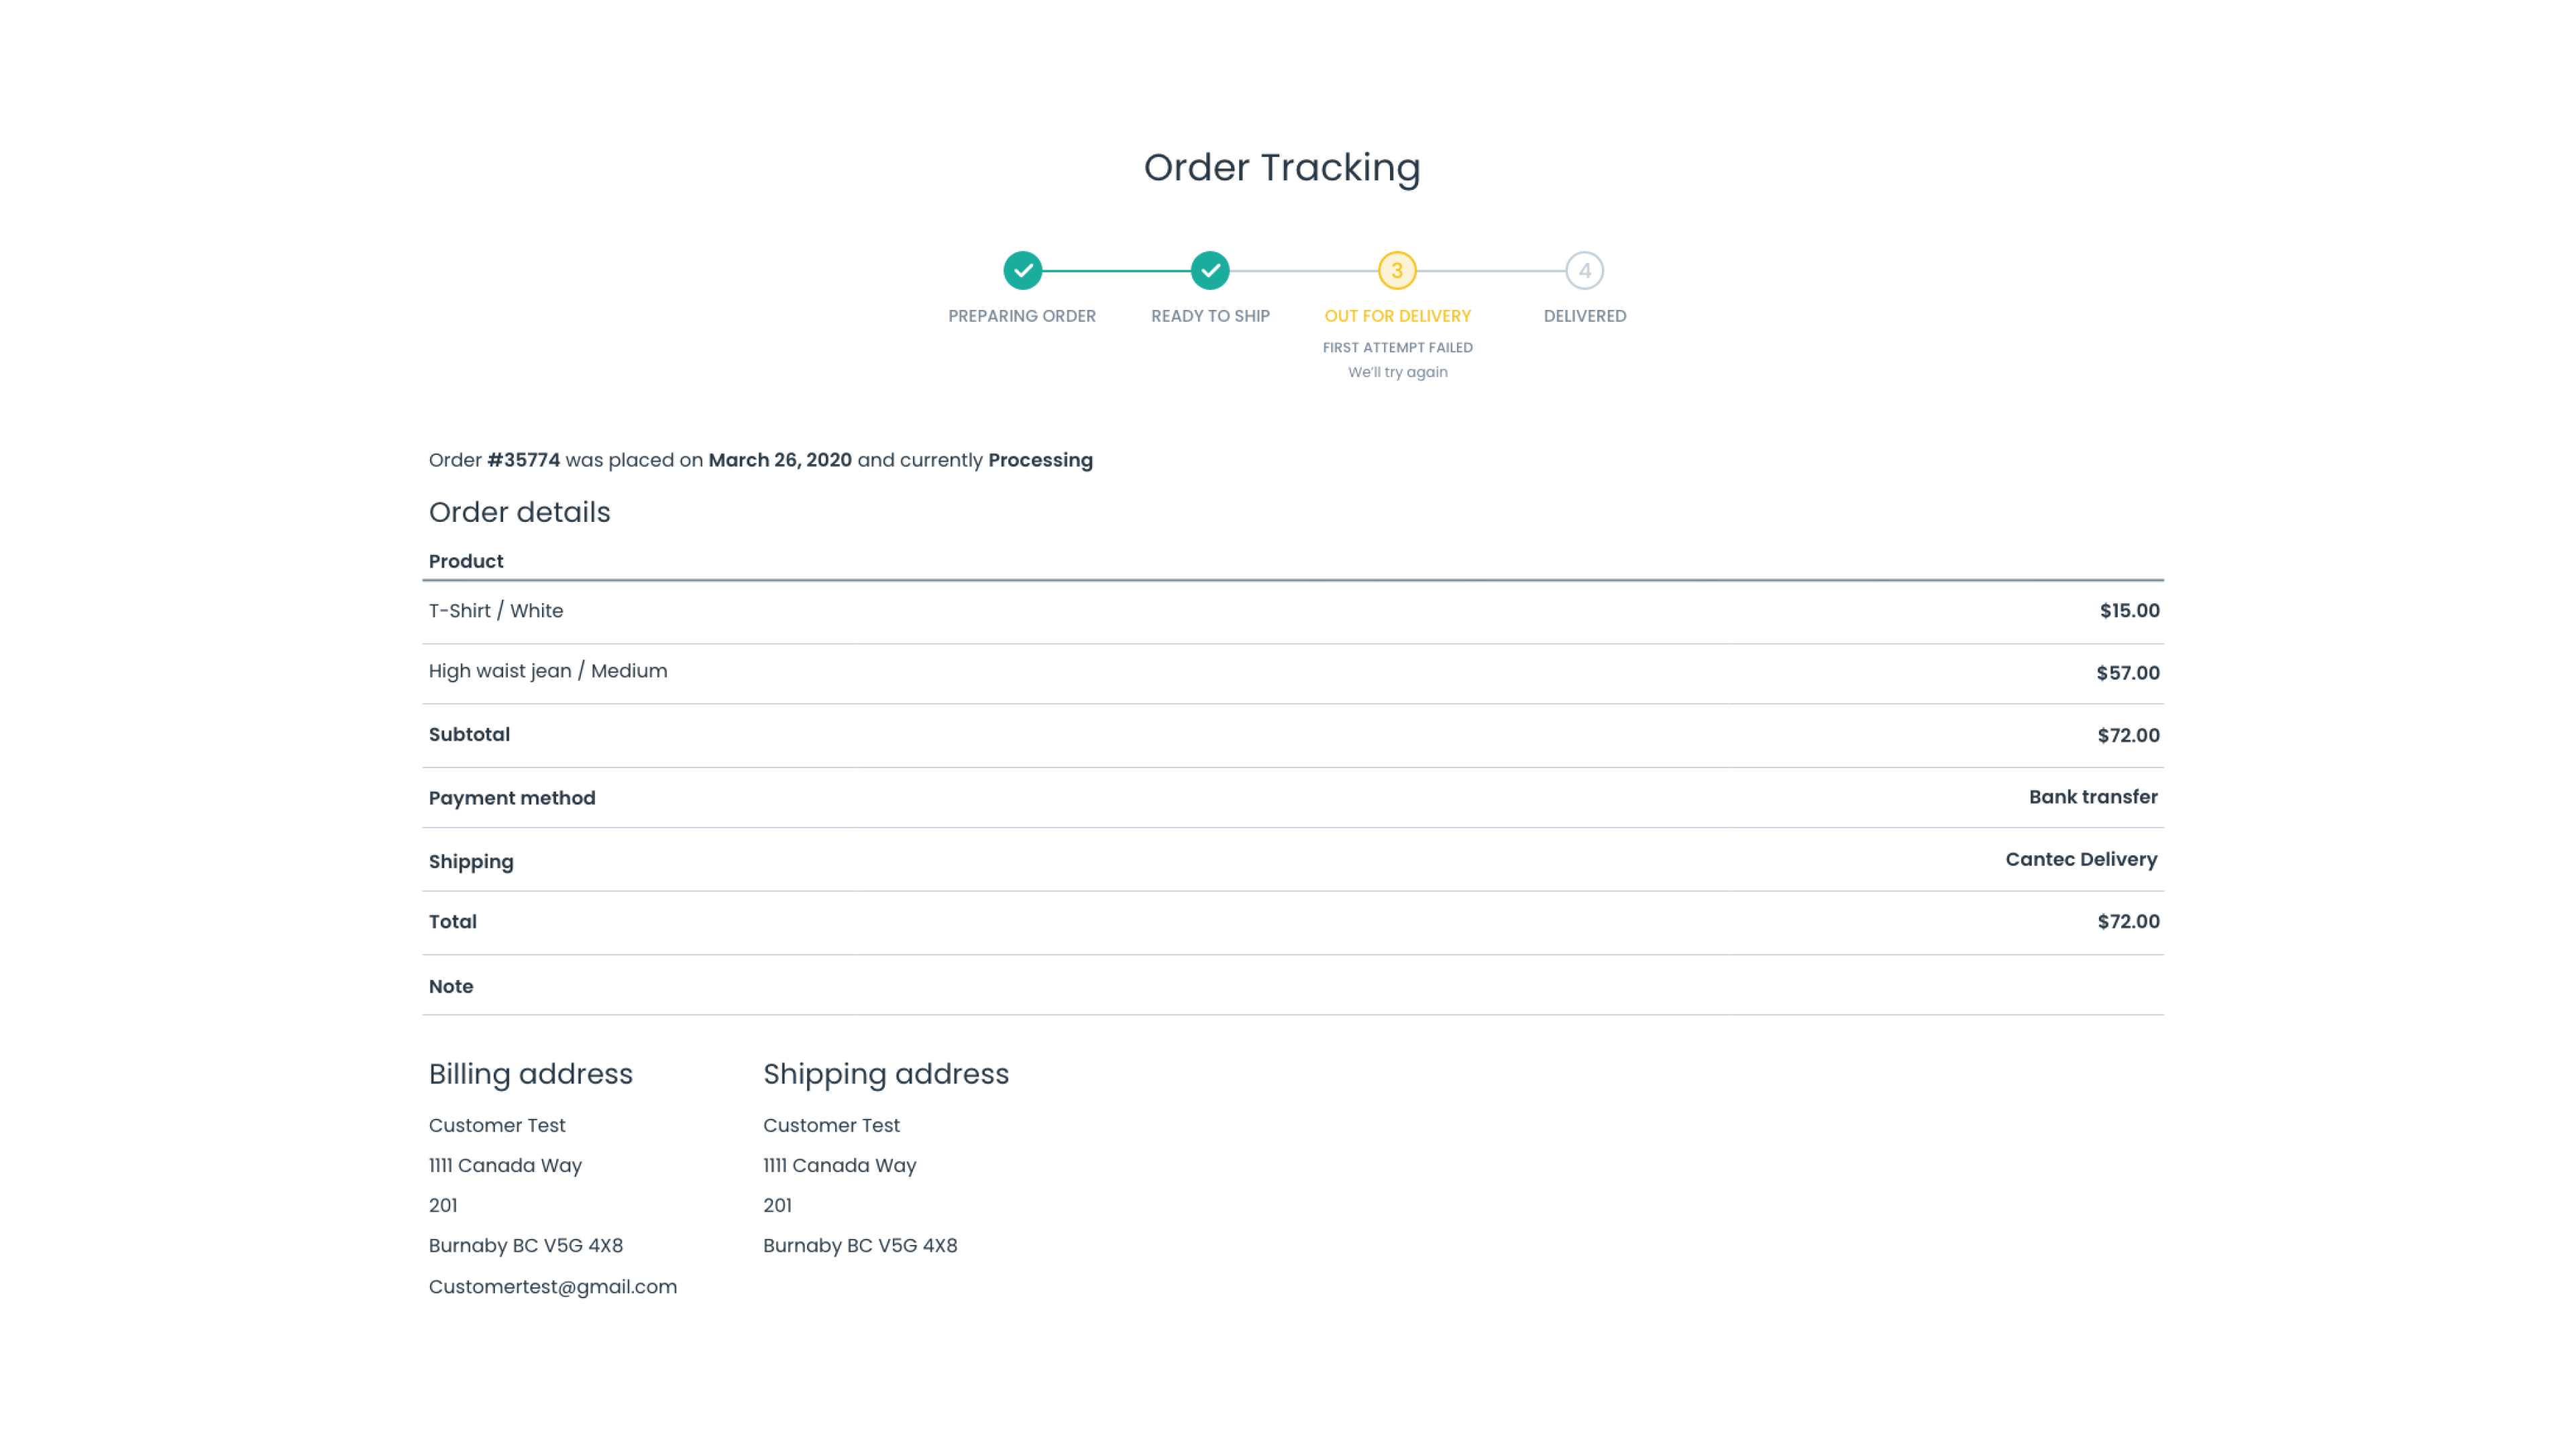 Order Tracking
3
4
PREPARING ORDER
READY TO SHIP
OUT FOR DELIVERY
DELIVERED
FIRST ATTEMPT FAILED
We'll try again
Order #35774 was placed on March 26, 2020 and currently Processing
Order details
Product
T-Shirt / White $15.00
High waist jean / Medium $57.00
Subtotal $72.00
Payment method Bank transfer
Shipping Cantec Delivery
Total $72.00
Note
Billing address
Customer Test
1111 Canada Way
201
Burnaby BC V5G 4X8
Customertest@gmail.com
Shipping address
Customer Test
1111 Canada Way
201
Burnaby BC V5G 4X8